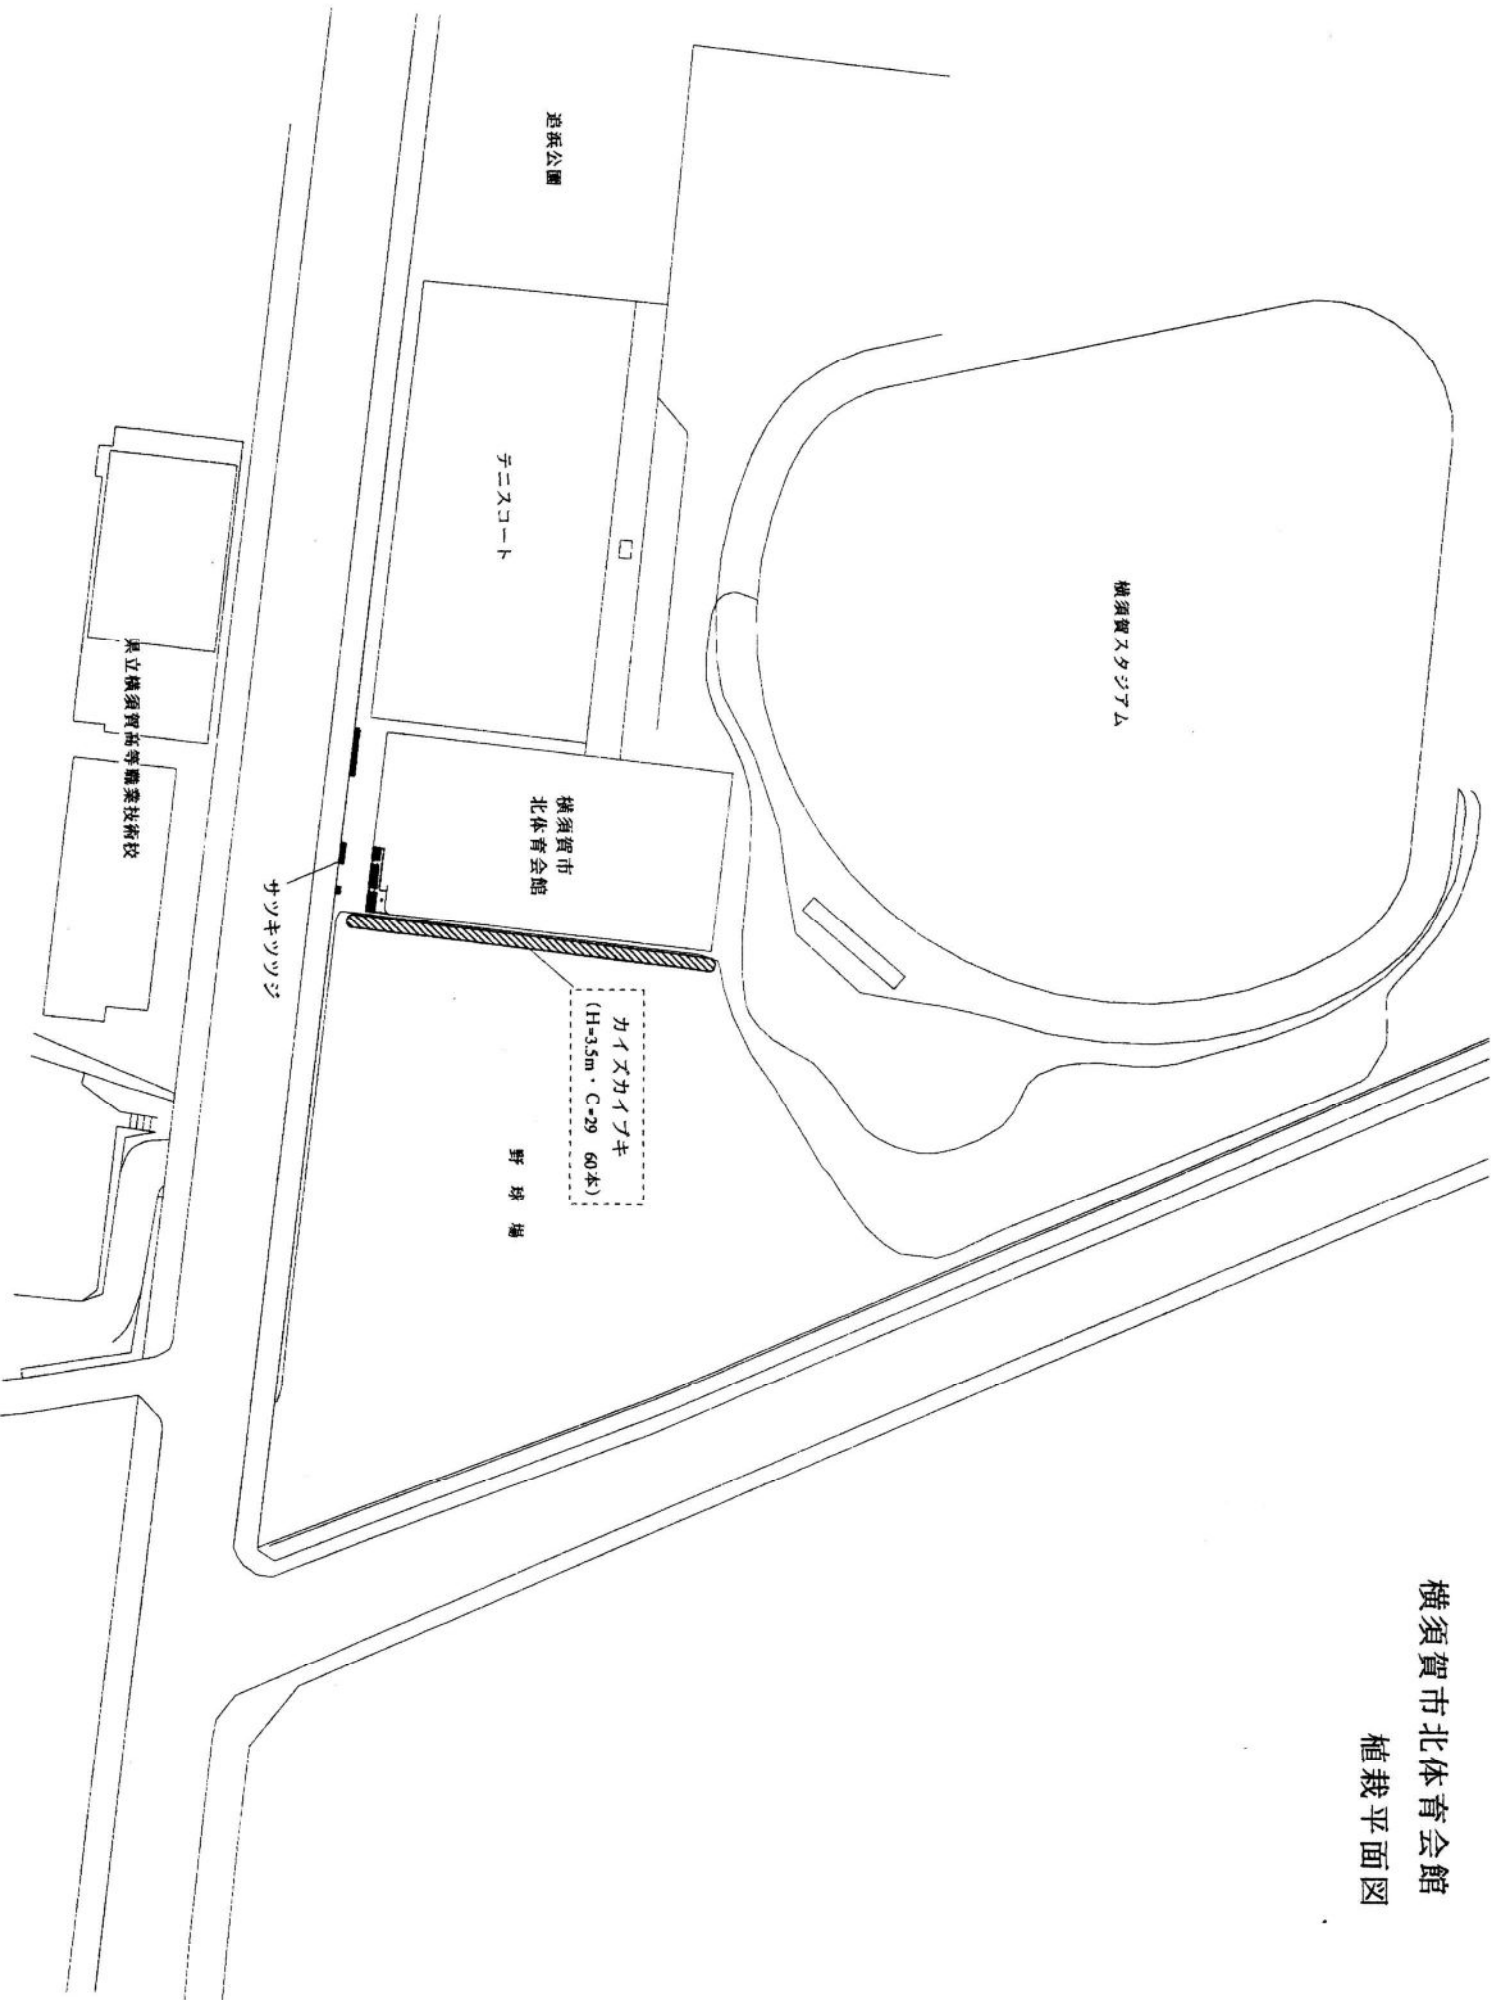 横須賀市北体育会館
植栽平面図
横須賀スタジアム
追浜公園
テニスコート
横須賀市
北体育会館
カイズカイブキ
(H=3.5m・C=29 60本)
野球場
サツキツツジ
県立横須賀高等職業技術校